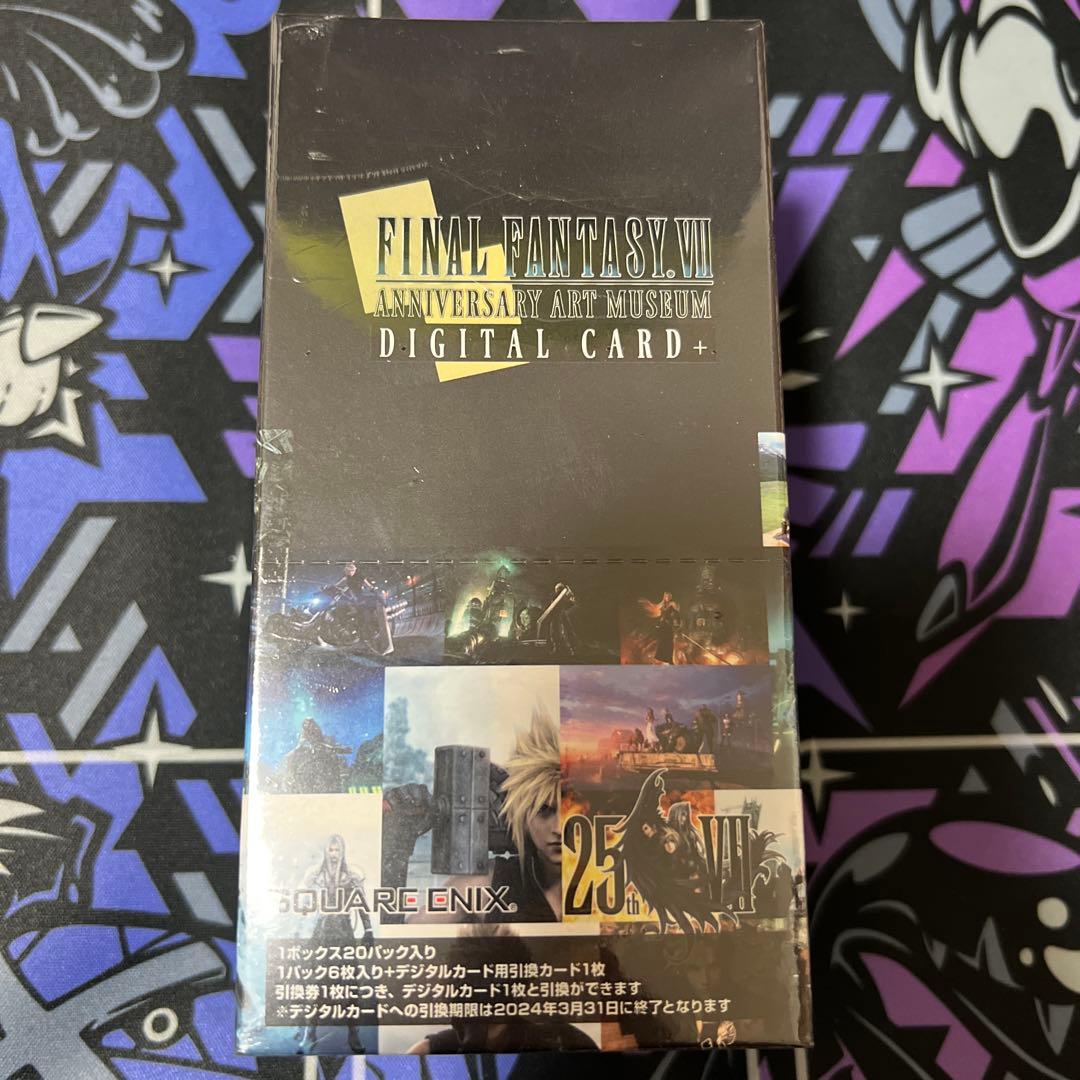 FINAL FANTASY. VII
ANNIVERSARY ART MUSEUM
DIGITAL CARD+
25th VII
SQUARE ENIX®
1ボックス20パック入り
1パック6枚入り+デジタルカード用引換カード1枚
引換券1枚につき、デジタルカード1枚と引換ができます
※デジタルカードへの引換期限は2024年3月31日に終了となります